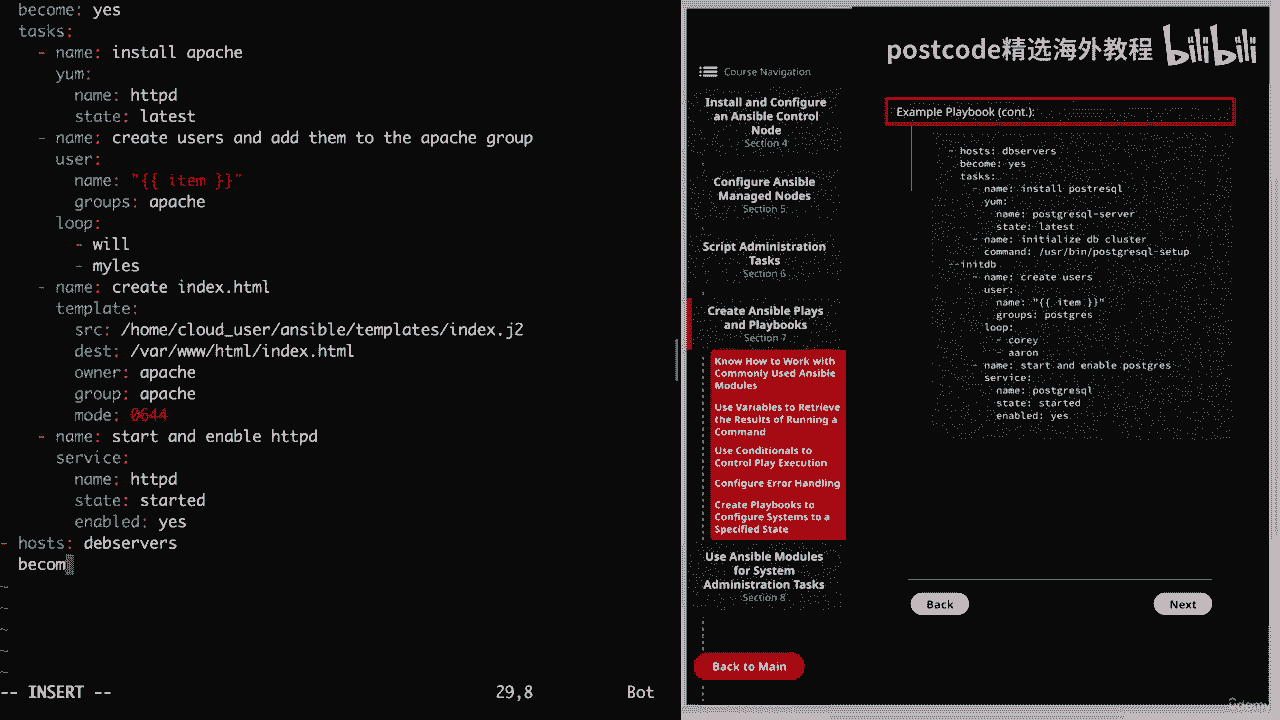 become: yes
tasks:
- name: install apache
yum:
name: httpd
state: latest
- name: create users and add them to the apache group
user:
name: "{{ item }}"
groups: apache
loop:
- will
- myles
- name: create index.html
template:
src: /home/cloud_user/ansible/templates/index.j2
dest: /var/www/html/index.html
owner: apache
group: apache
mode: 0644
- name: start and enable httpd
service:
name: httpd
state: started
enabled: yes
- hosts: debservers
becom
~
~
~
~
~
-- INSERT --
29,8
Bot
postcode精选海外教程
bilibili
Course Navigation
Install and Configure
an Ansible Control
Node
Section 4
Configure Ansible
Managed Nodes
Section 5
Script Administration
Tasks
Section 6
Create Ansible Plays
and Playbooks
Section 7
Know How to Work with
Commonly Used Ansible
Modules
Use Variables to Retrieve
the Results of Running a
Command
Use Conditionals to
Control Play Execution
Configure Error Handling
Create Playbooks to
Configure Systems to a
Specified State
Use Ansible Modules
for System
Administration Tasks
Section 8
Back to Main
Example Playbook (cont.):
- hosts: dbservers
become: yes
tasks:
- name: install postresql
yum:
name: postgresql-server
state: latest
- name: initialize db cluster
command: /usr/bin/postgresql-setup
--initdb
- name: create users
user:
name: "{{ item }}"
groups: postgres
loop:
- corey
aaron
- name: start and enable postgres
service:
name: postgresql
state: started
enabled: yes
Back
Next
Udemy